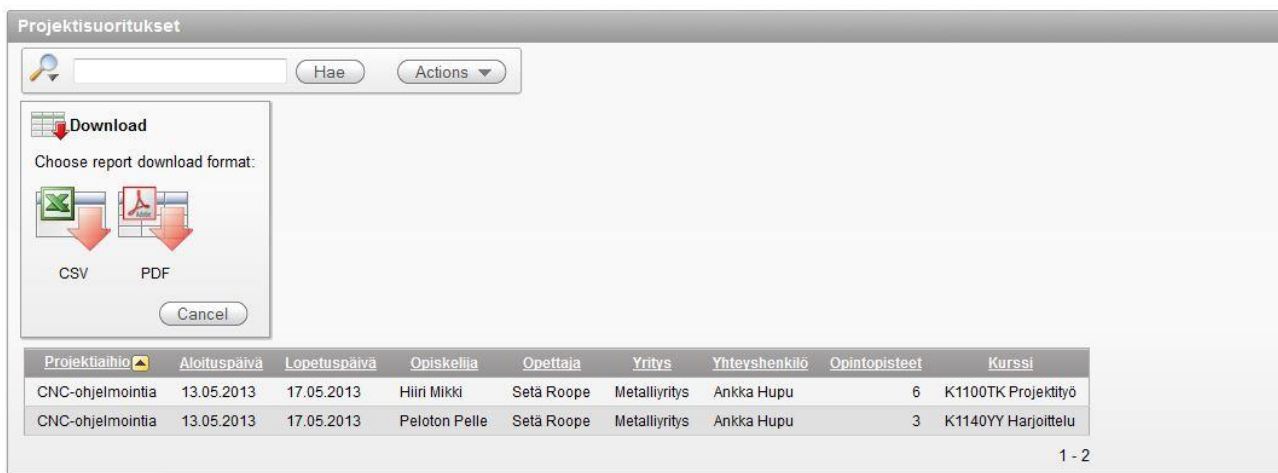 Projektisuoritukset
Hae Actions
Download
Choose report download format:
CSV PDF
Cancel
Projektiaihio Aloituspäivä Lopetuspäivä Opiskelija Opettaja Yritys Yhteyshenkilö Opintopisteet Kurssi
CNC-ohjelmointia 13.05.2013 17.05.2013 Hiiri Mikki Setä Roope Metalliyritys Ankka Hupu 6 K1100TK Projektityö
CNC-ohjelmointia 13.05.2013 17.05.2013 Peloton Pelle Setä Roope Metalliyritys Ankka Hupu 3 K1140YY Harjoittelu
1 - 2